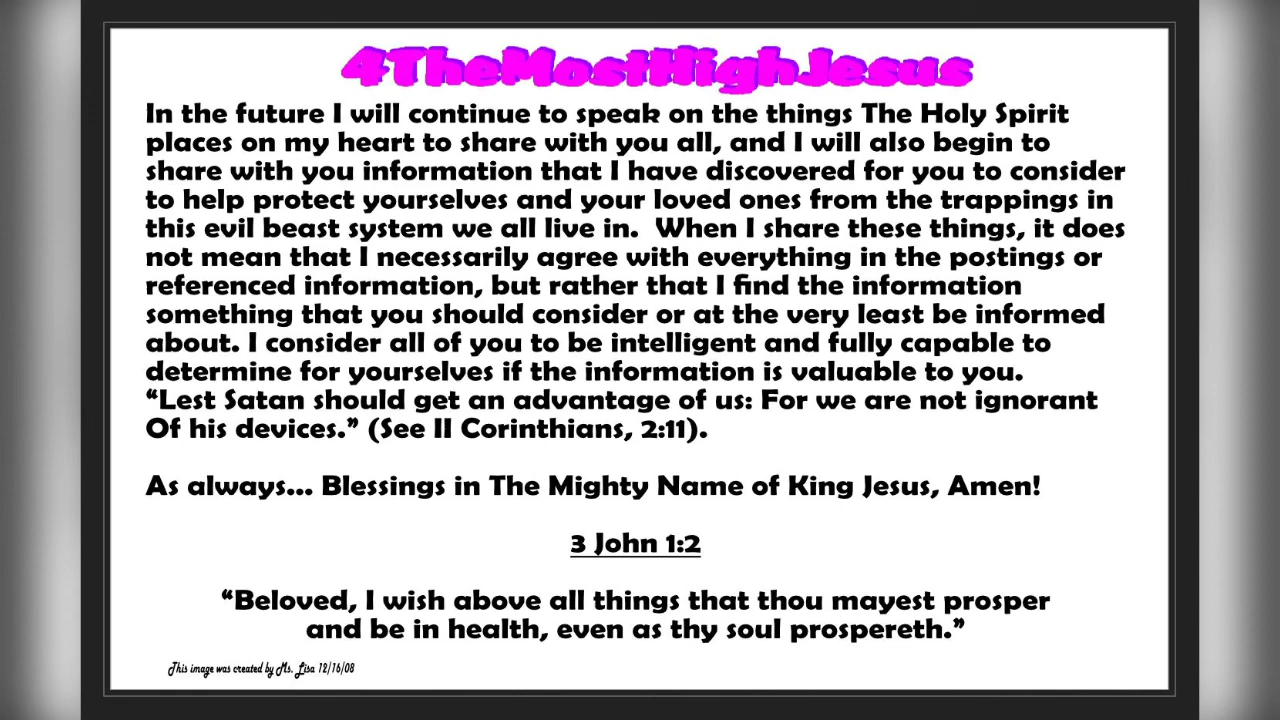 4TheMostHighJesus
In the future I will continue to speak on the things The Holy Spirit
places on my heart to share with you all, and I will also begin to
share with you information that I have discovered for you to consider
to help protect yourselves and your loved ones from the trappings in
this evil beast system we all live in.  When I share these things, it does
not mean that I necessarily agree with everything in the postings or
referenced information, but rather that I find the information
something that you should consider or at the very least be informed
about. I consider all of you to be intelligent and fully capable to
determine for yourselves if the information is valuable to you.
“Lest Satan should get an advantage of us: For we are not ignorant
Of his devices.” (See II Corinthians, 2:11).
As always... Blessings in The Mighty Name of King Jesus, Amen!
3 John 1:2
“Beloved, I wish above all things that thou mayest prosper
and be in health, even as thy soul prospereth.”
This image was created by Ms. Lisa 12/16/08